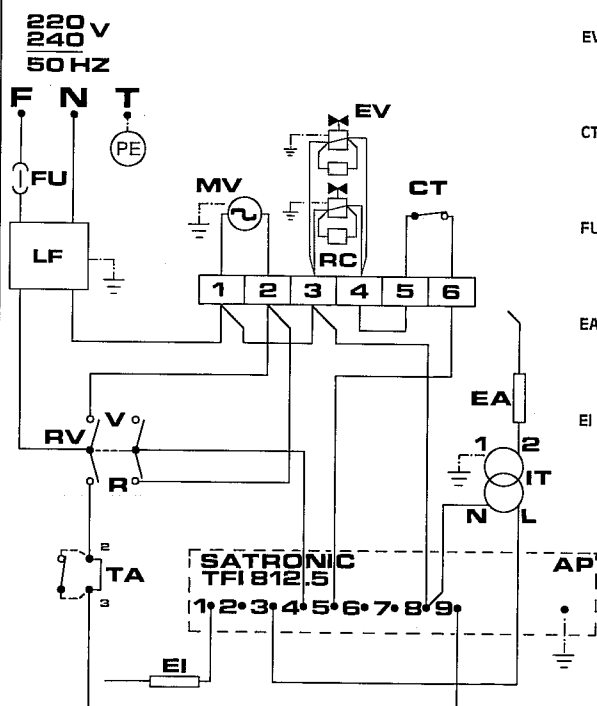 220
240 V
50 HZ
F N T
PE
FU
EV
MV
CT
LF
RC
1 2 3 4 5 6
EA
V
RV
R
1 2
IT
N L
2
TA
3
SATRONIC
TFI 812.5
AP
1 2 3 4 5 6 7 8 9
EI
EV
CT
FU
EA
EI